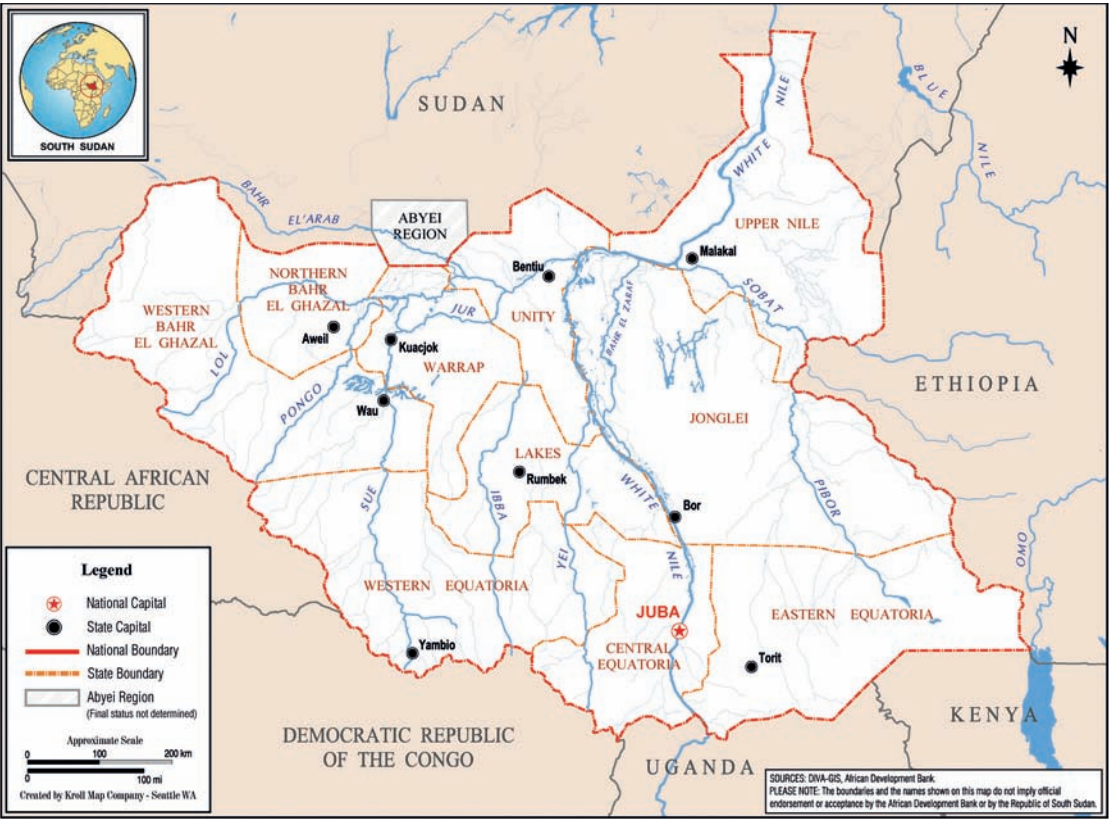 SOUTH SUDAN
N
SUDAN
BLUE
NILE
WHITE
NILE
BAHR
EL'ARAB
ABYEI
REGION
UPPER NILE
Malakal
SOBAT
Bentiu
NORTHERN
BAHR
EL GHAZAL
WESTERN
BAHR
EL GHAZAL
UNITY
JUR
BAHR EL ZARAF
Aweil
Kuacjok
WARRAP
LOL
PONGO
Wau
ETHIOPIA
JONGLEI
LAKES
Rumbek
CENTRAL AFRICAN
REPUBLIC
SUE
IBBA
WHITE
NILE
Bor
PIBOR
OMO
YEI
WESTERN EQUATORIA
JUBA
EASTERN EQUATORIA
CENTRAL
EQUATORIA
Yambio
Torit
KENYA
DEMOCRATIC REPUBLIC
OF THE CONGO
UGANDA
Legend
National Capital
State Capital
National Boundary
State Boundary
Abyei Region
(Final status not determined)
Approximate Scale
0 100 200 km
0 100 mi
Created by Kroll Map Company - Seattle WA
SOURCES: DIVA-GIS, African Development Bank.
PLEASE NOTE: The boundaries and the names shown on this map do not imply official
endorsement or acceptance by the African Development Bank or by the Republic of South Sudan.